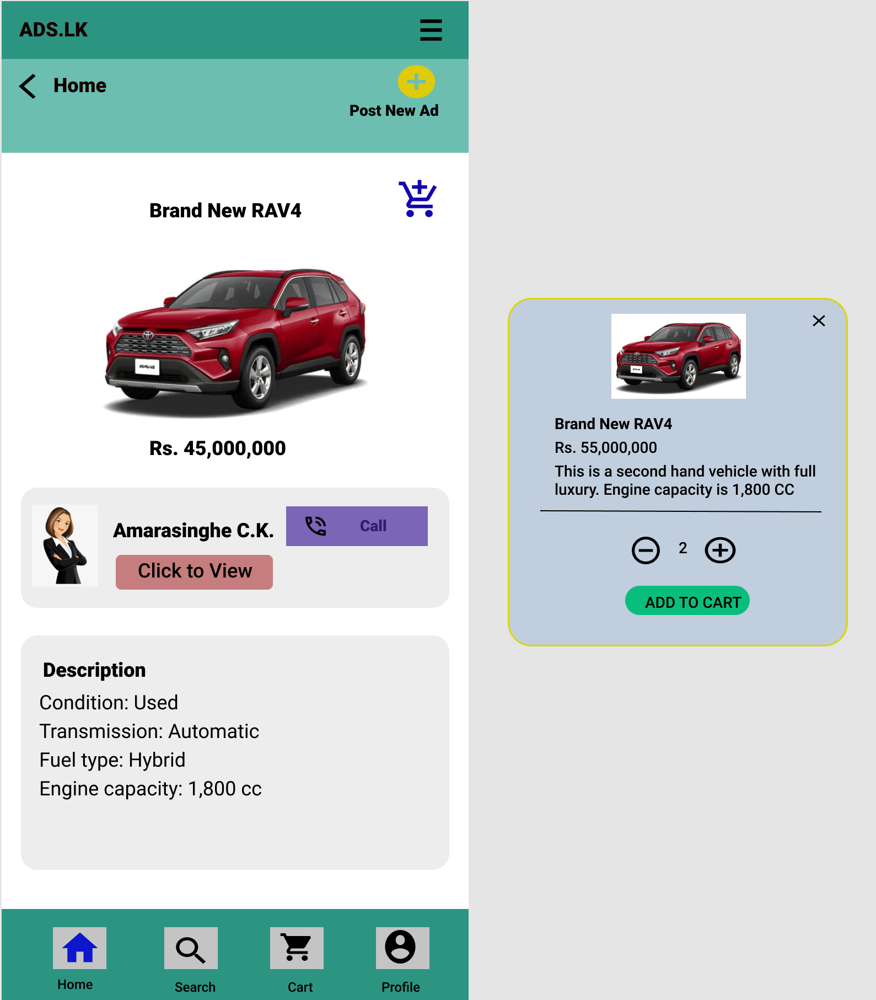 ADS.LK
Home
Post New Ad
Brand New RAV4
RAV4
Rs. 45,000,000
Amarasinghe C.K.
Call
Click to View
Description
Condition: Used
Transmission: Automatic
Fuel type: Hybrid
Engine capacity: 1,800 cc
Home
Search
Cart
Profile
RAV4
Brand New RAV4
Rs. 55,000,000
This is a second hand vehicle with full
luxury. Engine capacity is 1,800 CC
2
ADD TO CART